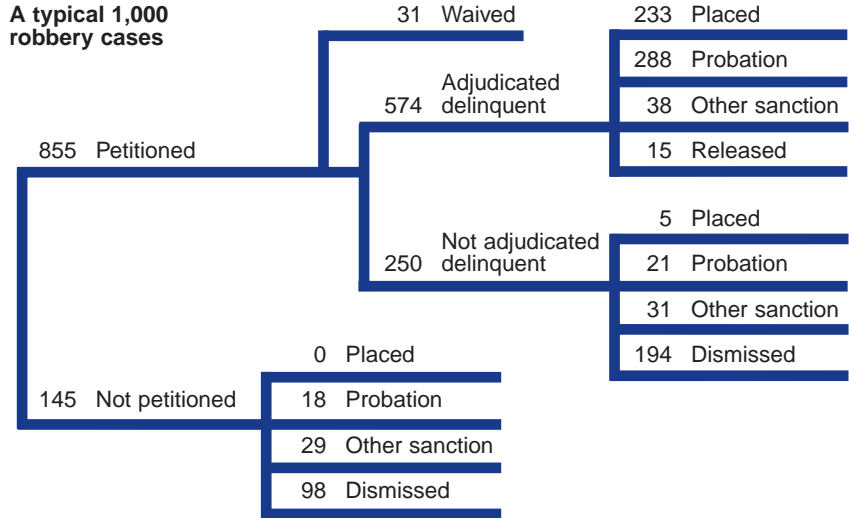 A typical 1,000
robbery cases
31 Waived
233 Placed
288 Probation
Adjudicated
574 delinquent
38 Other sanction
15 Released
855 Petitioned
5 Placed
Not adjudicated
250 delinquent
21 Probation
31 Other sanction
194 Dismissed
0 Placed
145 Not petitioned
18 Probation
29 Other sanction
98 Dismissed